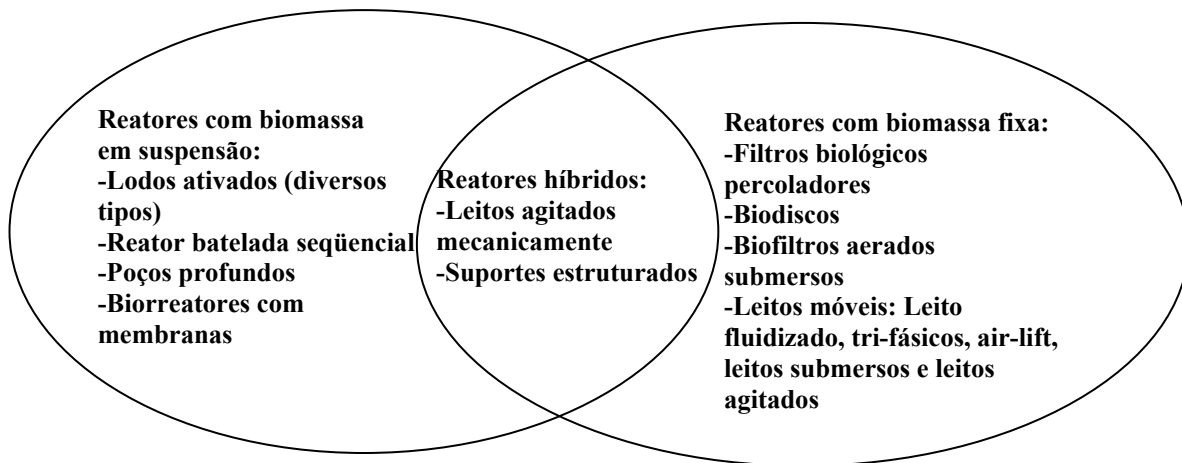 Reatores com biomassa
em suspensão:
-Lodos ativados (diversos
tipos)
-Reator batelada seqüencial
-Poços profundos
-Biorreatores com
membranas
Reatores híbridos:
-Leitos agitados
mecanicamente
-Suportes estruturados
Reatores com biomassa fixa:
-Filtros biológicos
percoladores
-Biodiscos
-Biofiltros aerados
submersos
-Leitos móveis: Leito
fluidizado, tri-fásicos, air-lift,
leitos submersos e leitos
agitados